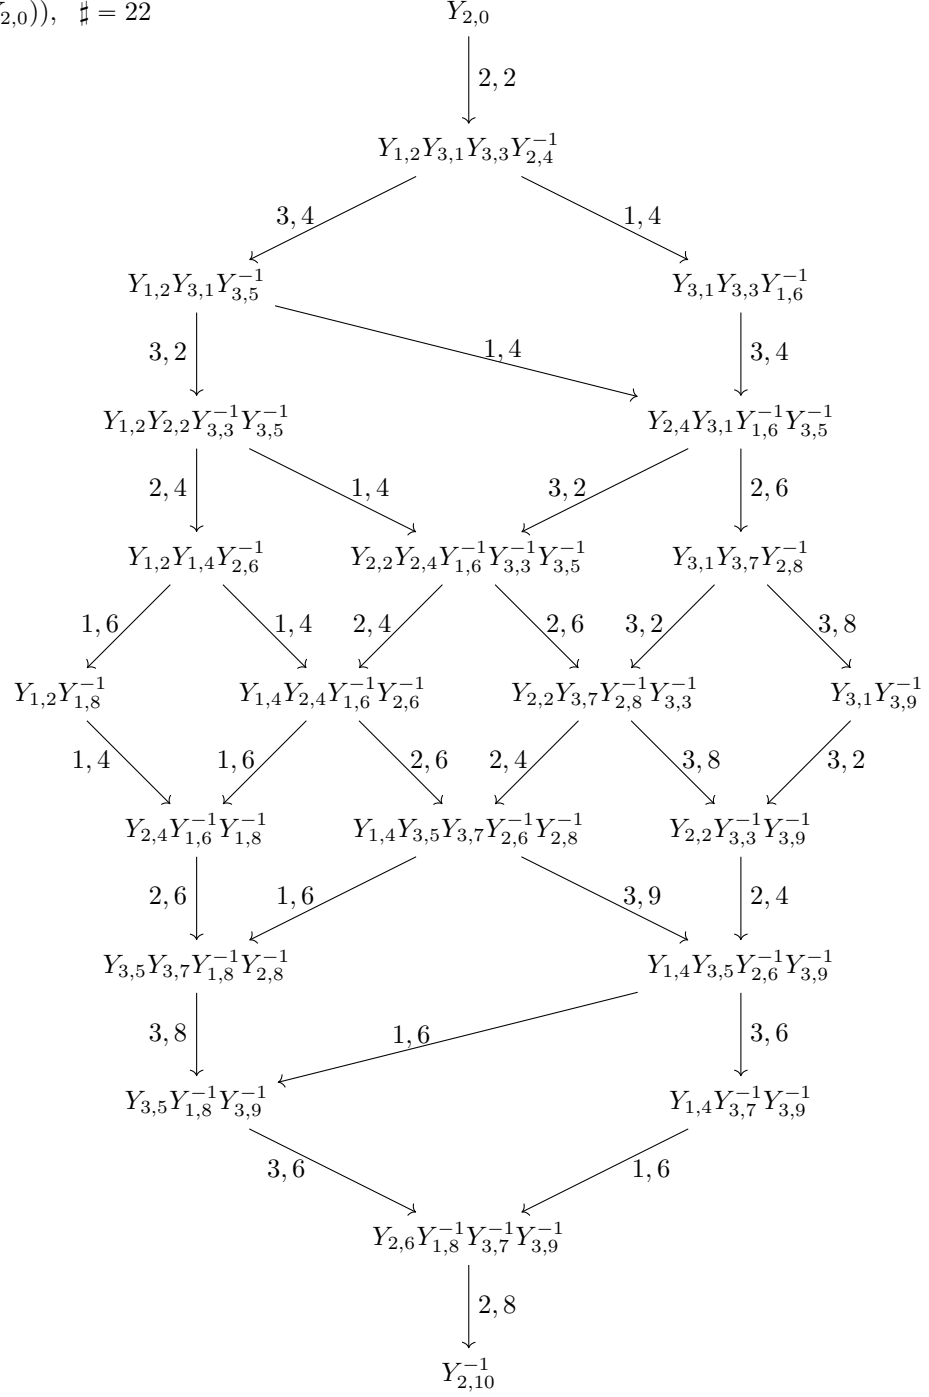 $_{2,0}$)), ♯ = 22
$Y_{2,0}$
2, 2
$Y_{1,2}Y_{3,1}Y_{3,3}Y_{2,4}^{-1}$
3, 4 1, 4
$Y_{1,2}Y_{3,1}Y_{3,5}^{-1}$ $Y_{3,1}Y_{3,3}Y_{1,6}^{-1}$
3, 2 1, 4 3, 4
$Y_{1,2}Y_{2,2}Y_{3,3}^{-1}Y_{3,5}^{-1}$ $Y_{2,4}Y_{3,1}Y_{1,6}^{-1}Y_{3,5}^{-1}$
2, 4 1, 4 3, 2 2, 6
$Y_{1,2}Y_{1,4}Y_{2,6}^{-1}$ $Y_{2,2}Y_{2,4}Y_{1,6}^{-1}Y_{3,3}^{-1}Y_{3,5}^{-1}$ $Y_{3,1}Y_{3,7}Y_{2,8}^{-1}$
1, 6 1, 4 2, 4 2, 6 3, 2 3, 8
$Y_{1,2}Y_{1,8}^{-1}$ $Y_{1,4}Y_{2,4}Y_{1,6}^{-1}Y_{2,6}^{-1}$ $Y_{2,2}Y_{3,7}Y_{2,8}^{-1}Y_{3,3}^{-1}$ $Y_{3,1}Y_{3,9}^{-1}$
1, 4 1, 6 2, 6 2, 4 3, 8 3, 2
$Y_{2,4}Y_{1,6}^{-1}Y_{1,8}^{-1}$ $Y_{1,4}Y_{3,5}Y_{3,7}Y_{2,6}^{-1}Y_{2,8}^{-1}$ $Y_{2,2}Y_{3,3}^{-1}Y_{3,9}^{-1}$
2, 6 1, 6 3, 9 2, 4
$Y_{3,5}Y_{3,7}Y_{1,8}^{-1}Y_{2,8}^{-1}$ $Y_{1,4}Y_{3,5}Y_{2,6}^{-1}Y_{3,9}^{-1}$
3, 8 1, 6 3, 6
$Y_{3,5}Y_{1,8}^{-1}Y_{3,9}^{-1}$ $Y_{1,4}Y_{3,7}^{-1}Y_{3,9}^{-1}$
3, 6 1, 6
$Y_{2,6}Y_{1,8}^{-1}Y_{3,7}^{-1}Y_{3,9}^{-1}$
2, 8
$Y_{2,10}^{-1}$